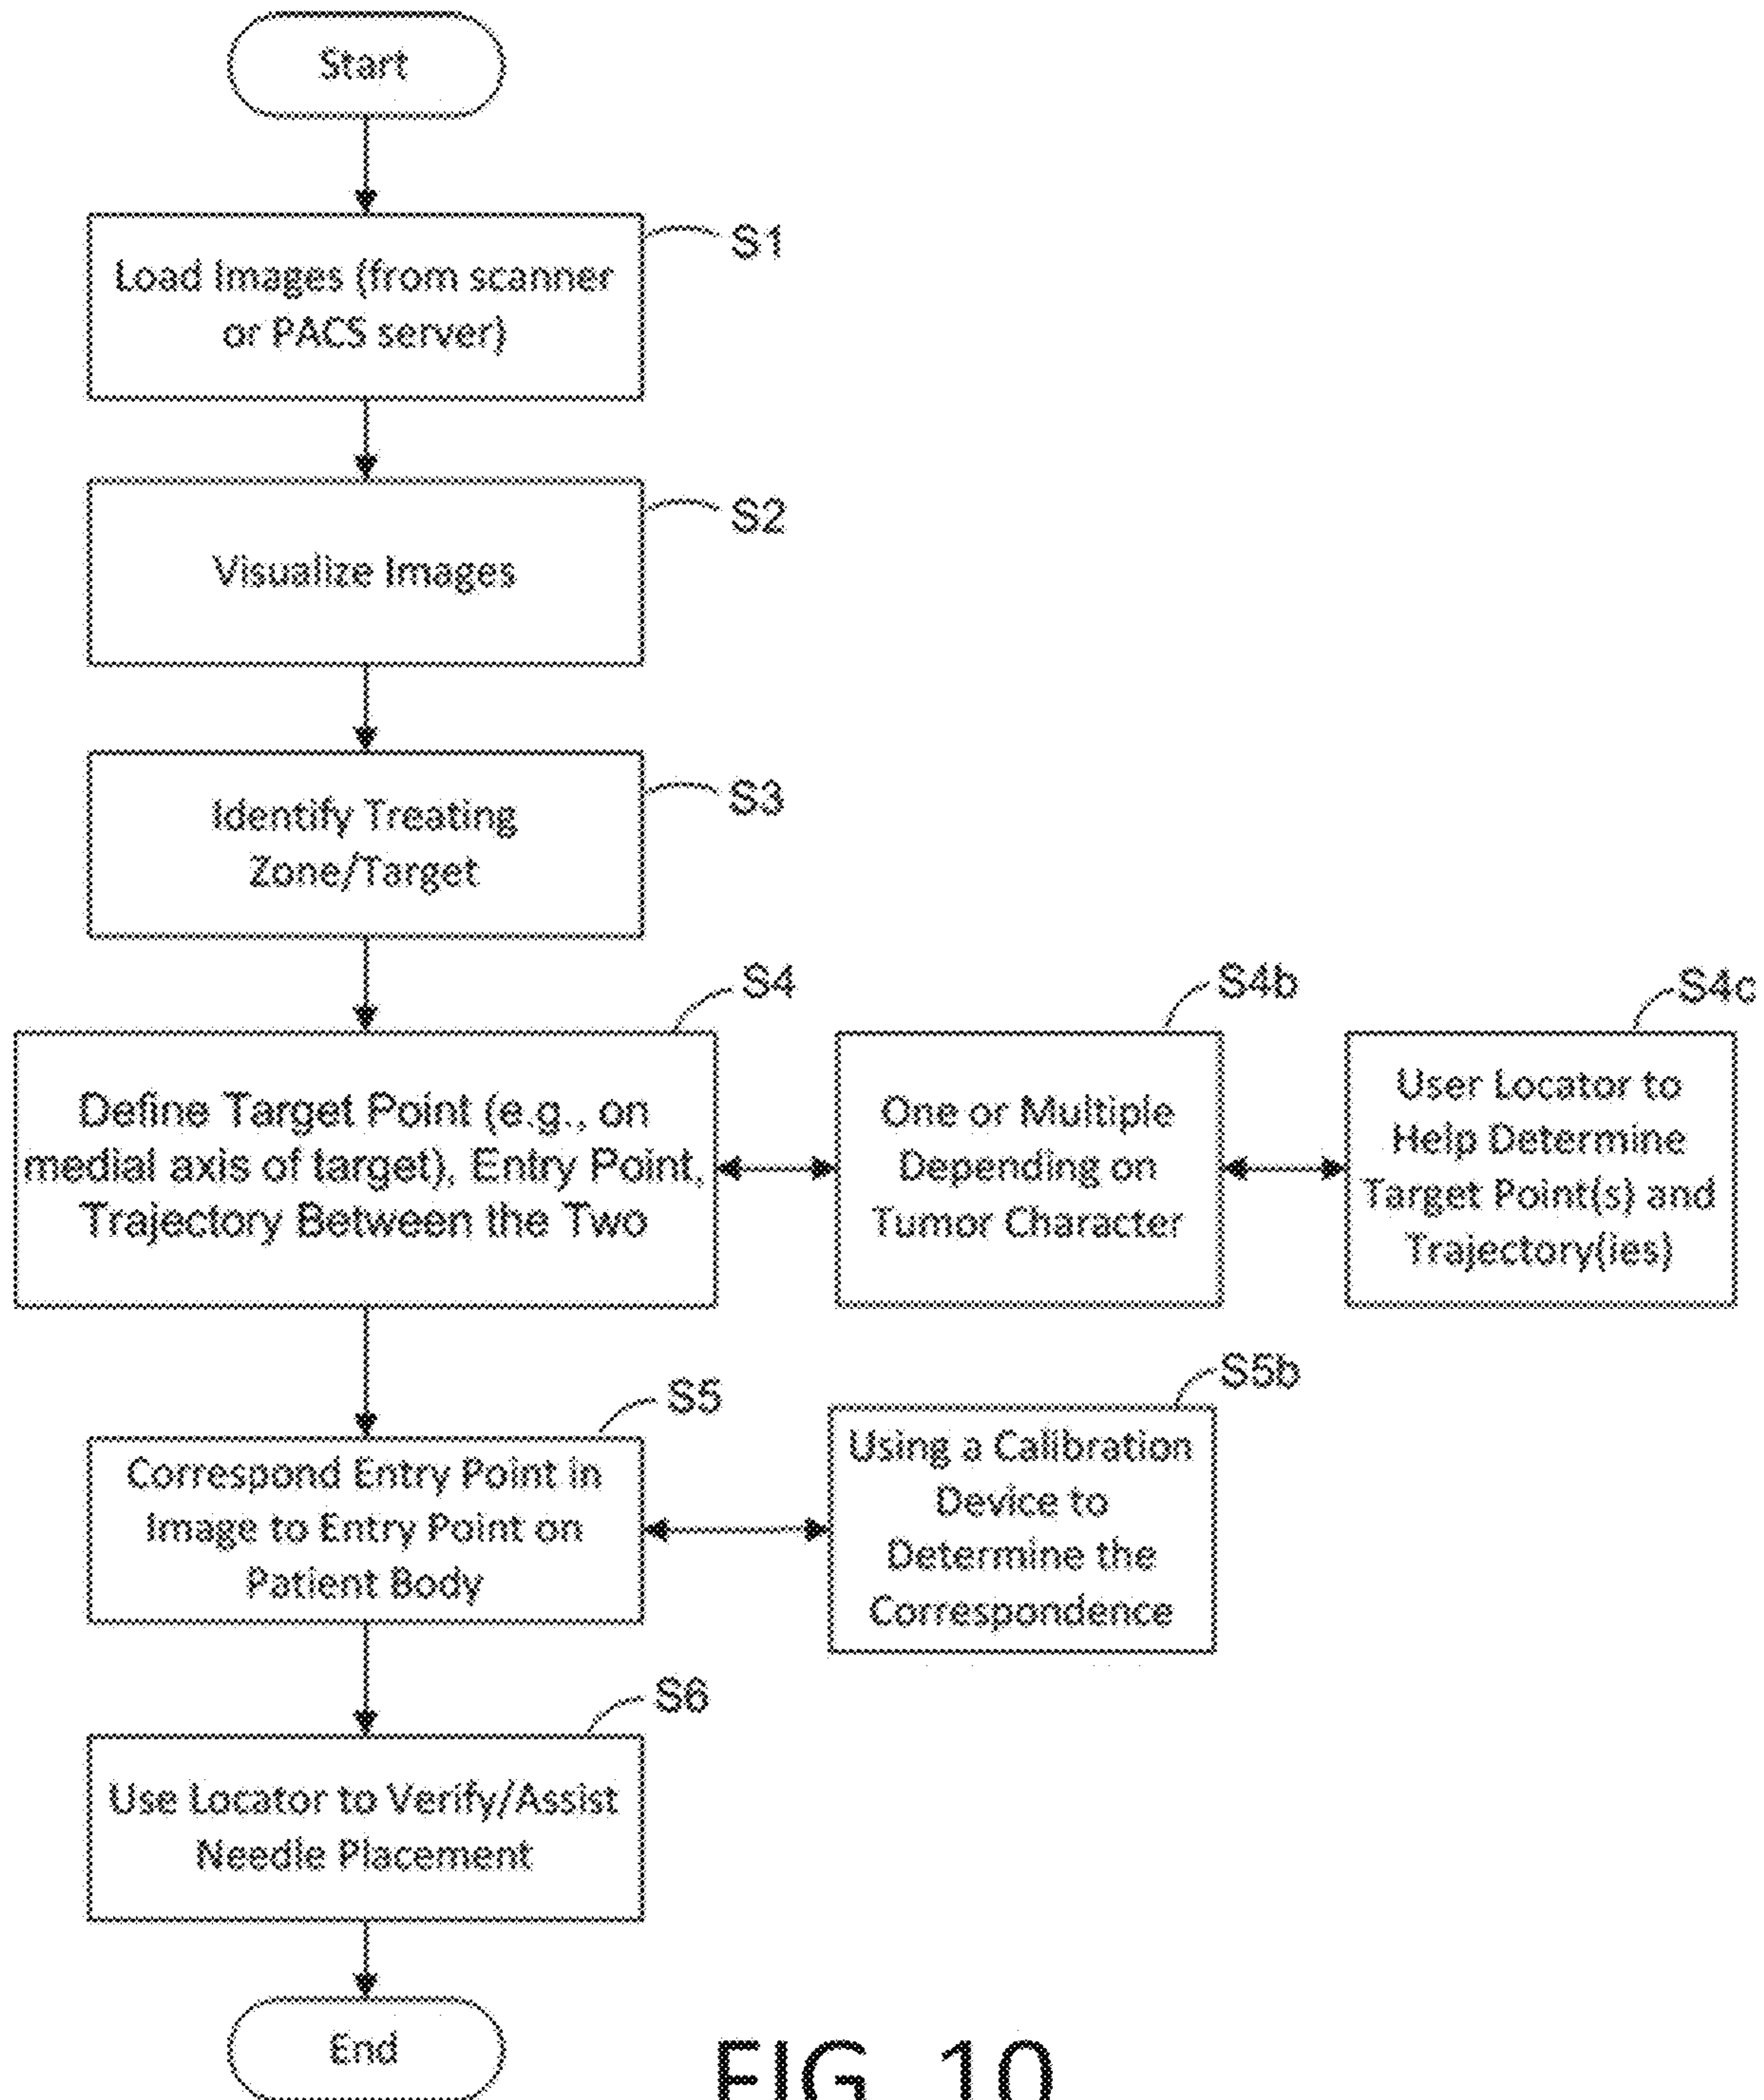 Start
S1
Load Images (from scanner
or PACS server)
S2
Visualize Images
S3
Identify Treating
Zone/Target
S4
Define Target Point (e.g., on
medial axis of target), Entry Point,
Trajectory Between the Two
S4b
One or Multiple
Depending on
Tumor Character
S4c
User Locator to
Help Determine
Target Point(s) and
Trajectory(ies)
S5
Correspond Entry Point in
Image to Entry Point on
Patient Body
S5b
Using a Calibration
Device to
Determine the
Correspondence
S6
Use Locator to Verify/Assist
Needle Placement
End
FIG. 10